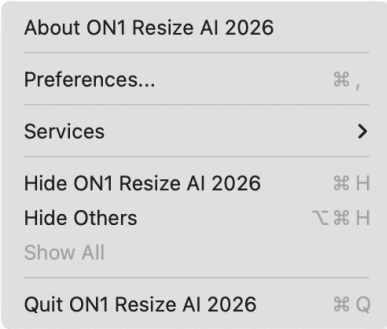 About ON1 Resize AI 2026
Preferences... ⌘ ,
Services
Hide ON1 Resize AI 2026 ⌘ H
Hide Others ⌥ ⌘ H
Show All
Quit ON1 Resize AI 2026 ⌘ Q